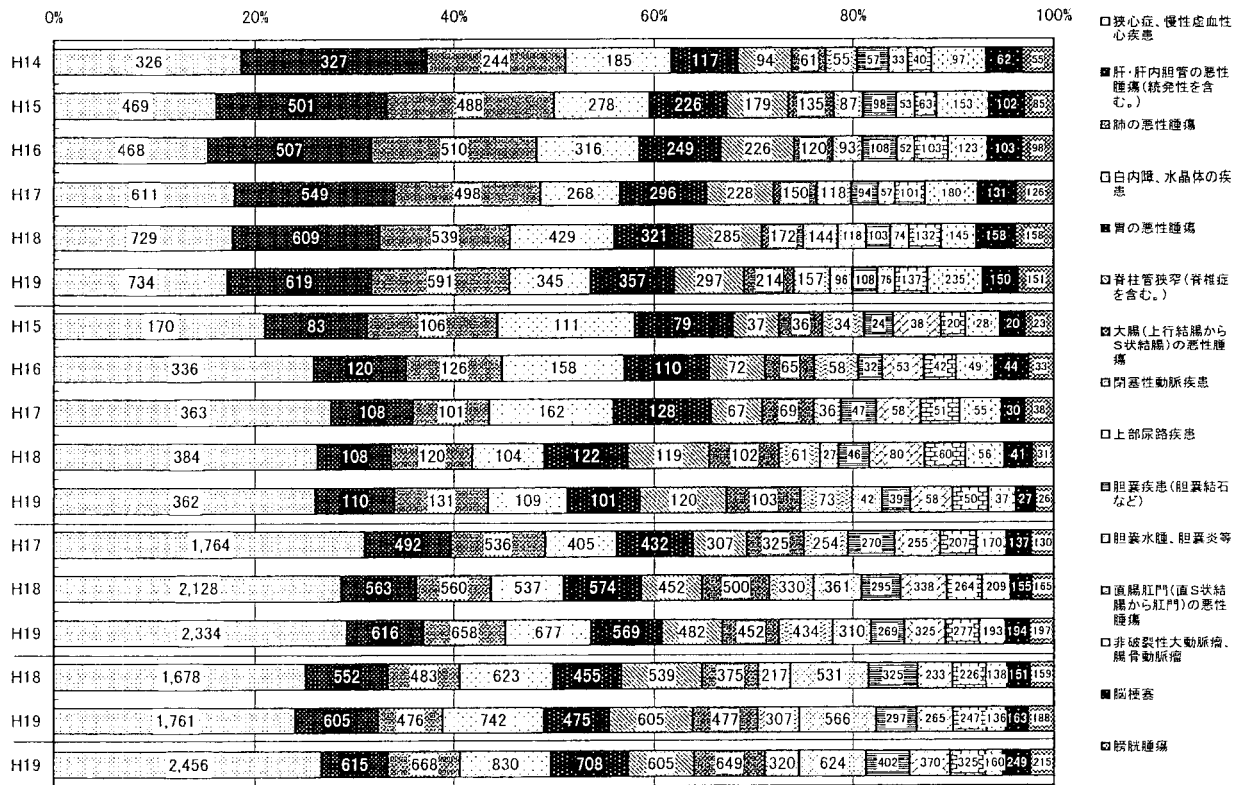 0% 20% 40% 60% 80% 100%
H14 326 327 244 185 117 94 61 55 57 33 40 97 62 55
H15 469 501 488 278 226 179 135 87 98 53 63 153 102 85
H16 468 507 510 316 249 226 120 93 108 52 103 123 103 98
H17 611 549 498 268 296 228 150 118 94 57 101 180 131 126
H18 729 609 539 429 321 285 172 144 118 103 74 132 145 158 158
H19 734 619 591 345 357 297 214 157 96 108 76 137 235 150 151
H15 170 83 106 111 79 37 36 34 24 38 20 28 20 23
H16 336 120 126 158 110 72 65 58 32 53 42 49 44 33
H17 363 108 101 162 128 67 69 36 47 58 51 55 30 38
H18 384 108 120 104 122 119 102 61 27 46 80 60 56 41 31
H19 362 110 131 109 101 120 103 73 42 39 58 50 37 27 26
H17 1,764 492 536 405 432 307 325 254 270 255 207 170 137 130
H18 2,128 563 560 537 574 452 500 330 361 295 338 264 209 155 165
H19 2,334 616 658 677 569 482 452 434 310 269 325 277 193 194 197
H18 1,678 552 483 623 455 539 375 217 531 325 233 226 138 151 159
H19 1,761 605 476 742 475 605 477 307 566 297 265 247 136 163 188
H19 2,456 615 668 830 708 605 649 320 624 402 370 325 160 249 215
狭心症、慢性虚血性
心疾患
肝・肝内胆管の悪性
腫瘍(続発性を含
む。)
肺の悪性腫瘍
白内障、水晶体の疾
患
胃の悪性腫瘍
脊柱管狭窄(脊椎症
を含む。)
大腸(上行結腸から
S状結腸)の悪性腫
瘍
閉塞性動脈疾患
上部尿路疾患
胆嚢疾患(胆嚢結石
など)
胆嚢水腫、胆嚢炎等
直腸肛門(直S状結
腸から肛門)の悪性
腫瘍
非破裂性大動脈瘤、
腸骨動脈瘤
脳梗塞
膀胱腫瘍